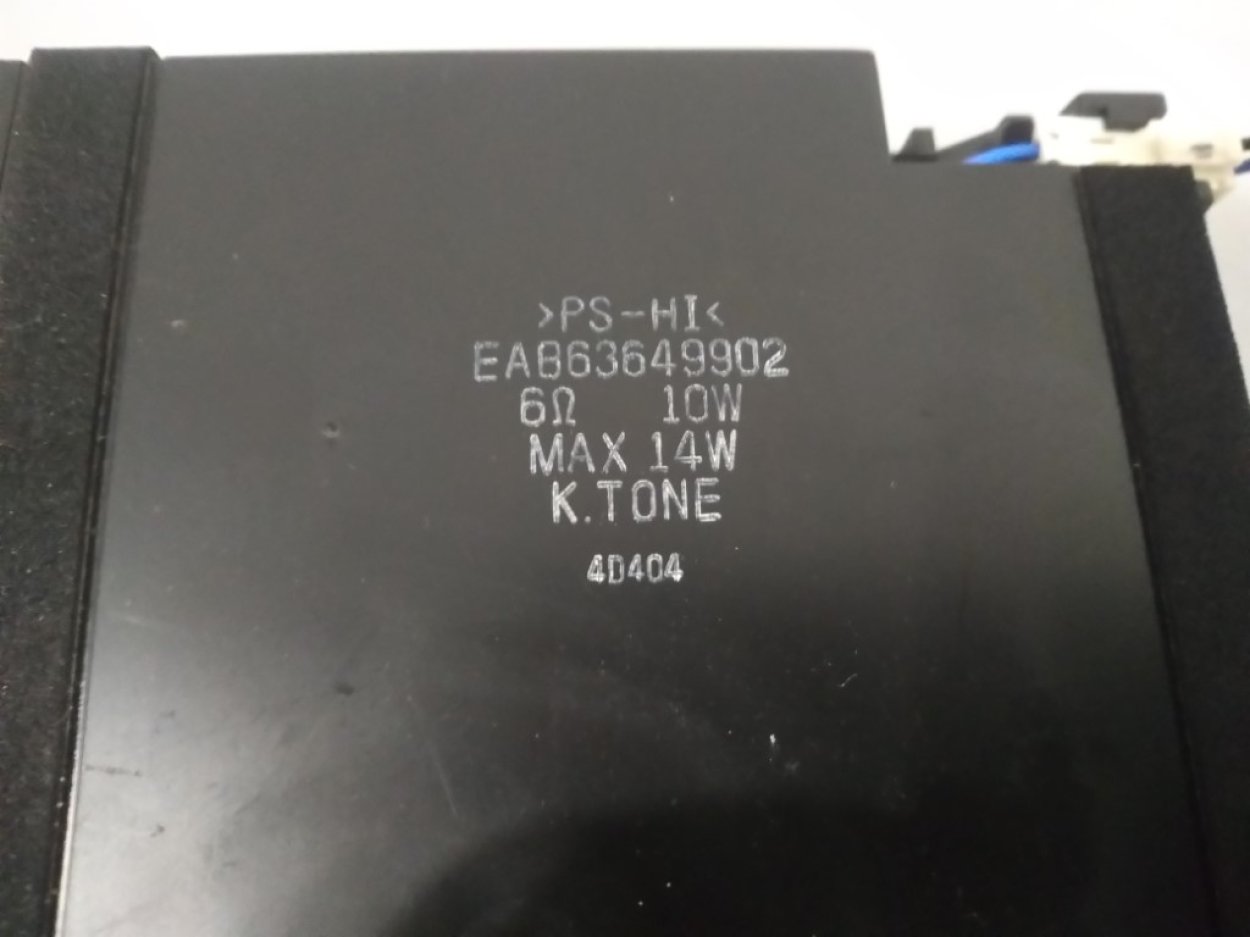 >PS-HI<
EAB63649902
6Ω 10W
MAX 14W
K.TONE
4D404